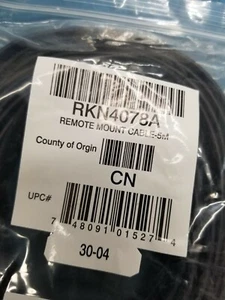 RKN4078A
REMOTE MOUNT CABLE-5M
County of Orgin
CN
UPC#
7 48091 01527 4
30-04